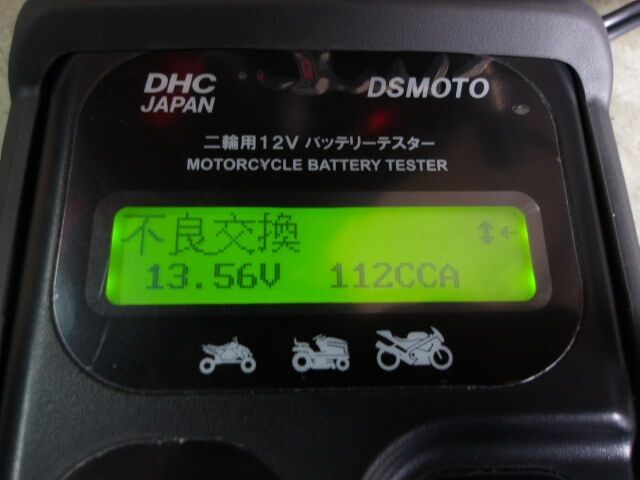 DHC JAPAN
DSMOTO
二輪用12V バッテリーテスター
MOTORCYCLE BATTERY TESTER
不良交換
13.56V 112CCA